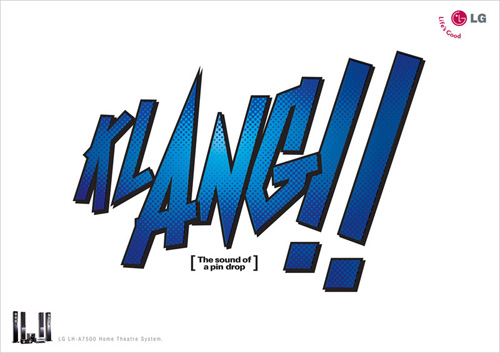 Life's Good
LG
KLANG!!
[ The sound of
a pin drop ]
LG LH-A7500 Home Theatre System.